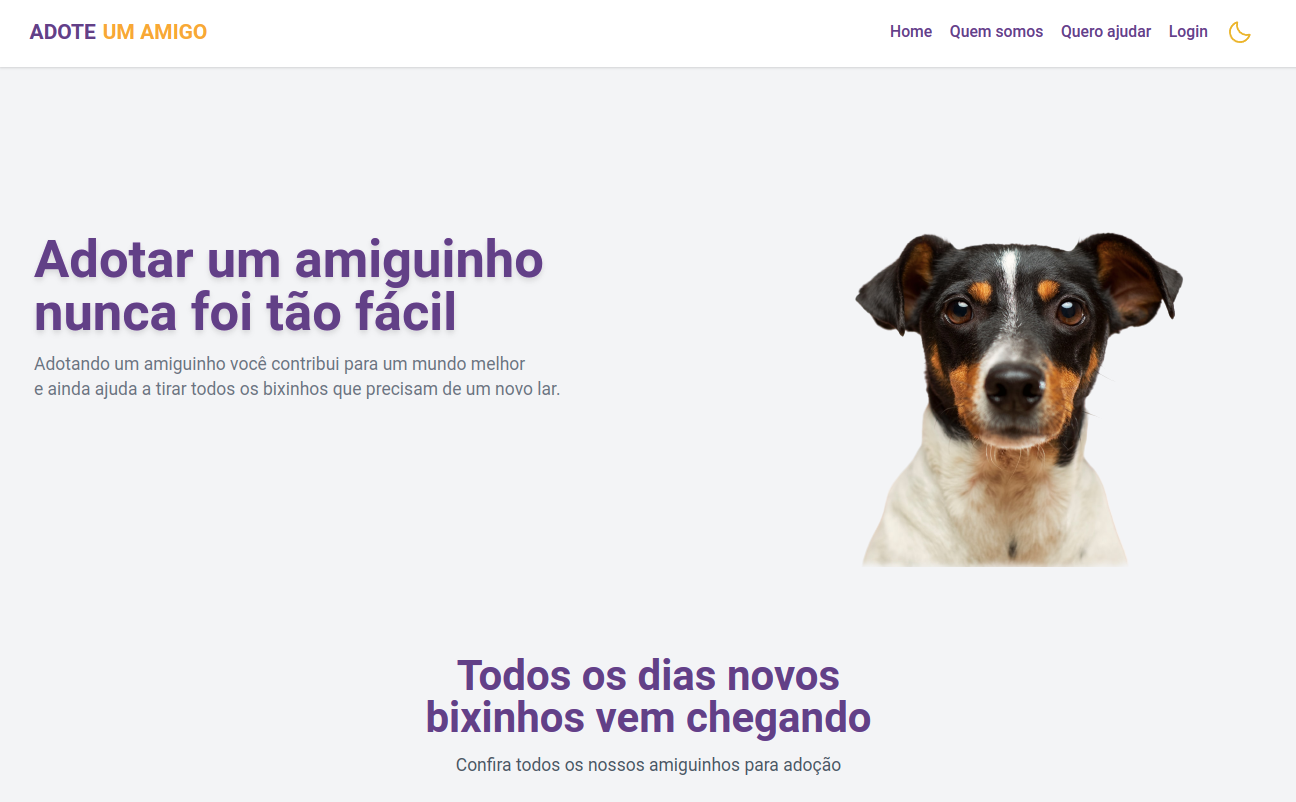 ADOTE UM AMIGO
Home Quem somos Quero ajudar Login
Adotar um amiguinho
nunca foi tão fácil
Adotando um amiguinho você contribui para um mundo melhor
e ainda ajuda a tirar todos os bixinhos que precisam de um novo lar.
Todos os dias novos
bixinhos vem chegando
Confira todos os nossos amiguinhos para adoção